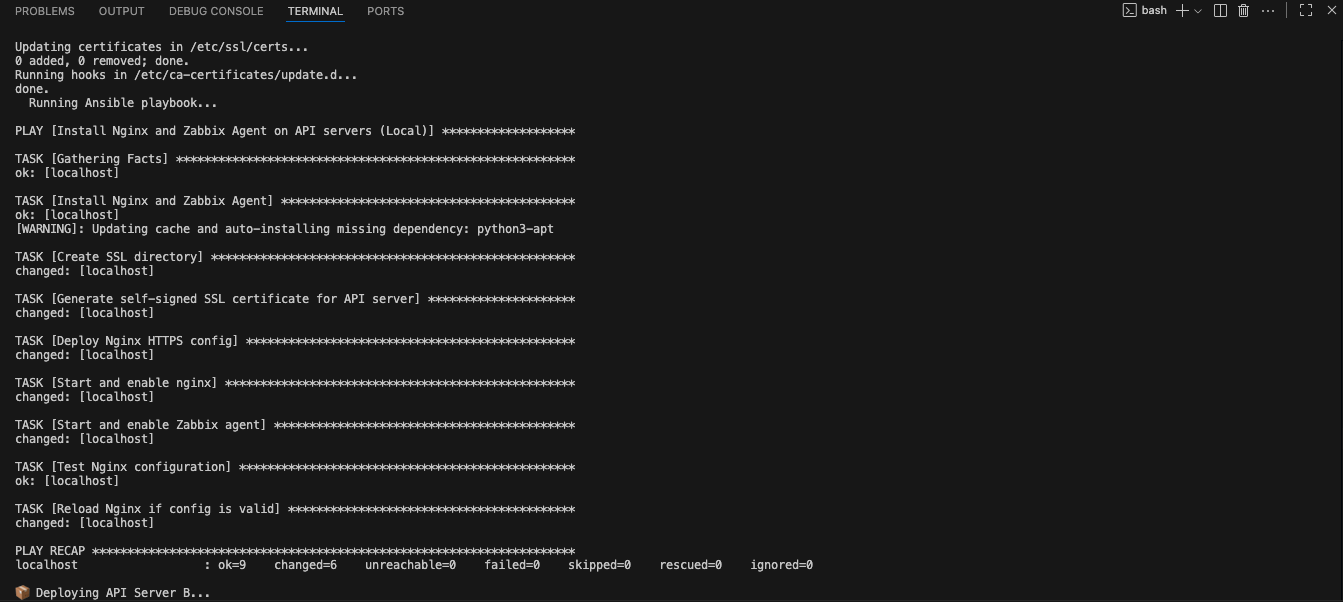 PROBLEMS OUTPUT DEBUG CONSOLE TERMINAL PORTS bash
Updating certificates in /etc/ssl/certs...
0 added, 0 removed; done.
Running hooks in /etc/ca-certificates/update.d...
done.
Running Ansible playbook...
PLAY [Install Nginx and Zabbix Agent on API servers (Local)] *******************
TASK [Gathering Facts] *********************************************************
ok: [localhost]
TASK [Install Nginx and Zabbix Agent] ******************************************
ok: [localhost]
[WARNING]: Updating cache and auto-installing missing dependency: python3-apt
TASK [Create SSL directory] ****************************************************
changed: [localhost]
TASK [Generate self-signed SSL certificate for API server] *********************
changed: [localhost]
TASK [Deploy Nginx HTTPS config] ***********************************************
changed: [localhost]
TASK [Start and enable nginx] **************************************************
changed: [localhost]
TASK [Start and enable Zabbix agent] *******************************************
changed: [localhost]
TASK [Test Nginx configuration] ************************************************
ok: [localhost]
TASK [Reload Nginx if config is valid] *****************************************
changed: [localhost]
PLAY RECAP *********************************************************************
localhost                  : ok=9    changed=6    unreachable=0    failed=0    skipped=0    rescued=0    ignored=0
📦 Deploying API Server B...